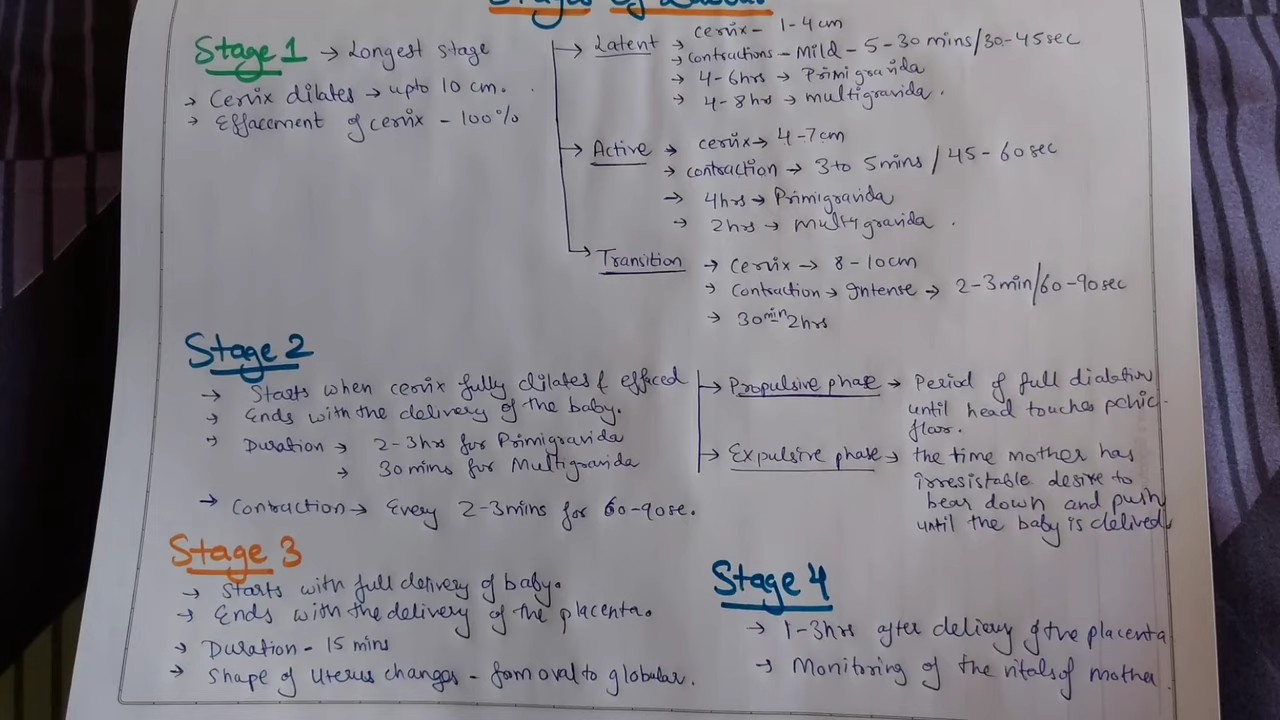 Stages of Labour
Stage 1 → Longest stage
→ Cervix dilates → upto 10 cm.
→ Effacement of cervix - 100%
→ Latent → cervix - 1-4 cm
→ contractions - Mild - 5-30 mins/30-45sec
→ 4-6hrs → Primigravida
→ 4-8hrs → multigravida.
→ Active → cervix → 4-7cm
→ contraction → 3 to 5mins / 45-60sec
→ 4hrs → Primigravida
→ 2hrs → multigravida.
→ Transition → cervix → 8-10cm
→ contraction → Intense → 2-3min/60-90sec
→ 30min-2hrs
Stage 2
→ Starts when cervix fully dilates & effaced
→ Ends with the delivery of the baby.
→ Duration → 2-3hrs for Primigravida
→ 30mins for Multigravida
→ Contraction → Every 2-3mins for 60-90se.
→ Propulsive phase → Period of full dialation
until head touches pelvic
floor.
→ Expulsive phase → the time mother has
irresistable desire to
bear down and push
until the baby is delived
Stage 3
→ Starts with full delivery of baby.
→ Ends with the delivery of the placenta.
→ Duration - 15 mins
→ Shape of uterus changes - from oval to globular.
Stage 4
→ 1-3hrs after delivery of the placenta
→ Monitoring of the vitals of mother